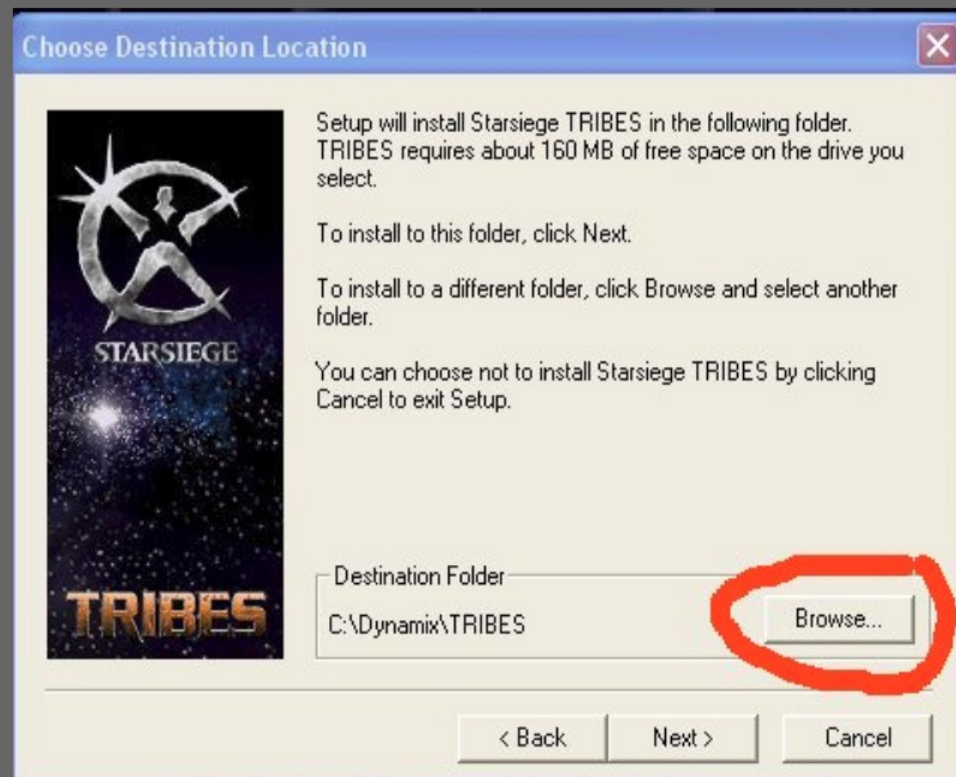 Choose Destination Location
Setup will install Starsiege TRIBES in the following folder.
TRIBES requires about 160 MB of free space on the drive you
select.
To install to this folder, click Next.
To install to a different folder, click Browse and select another
folder.
You can choose not to install Starsiege TRIBES by clicking
Cancel to exit Setup.
STARSIEGE
TRIBES
Destination Folder
C:\Dynamix\TRIBES
Browse...
< Back
Next >
Cancel